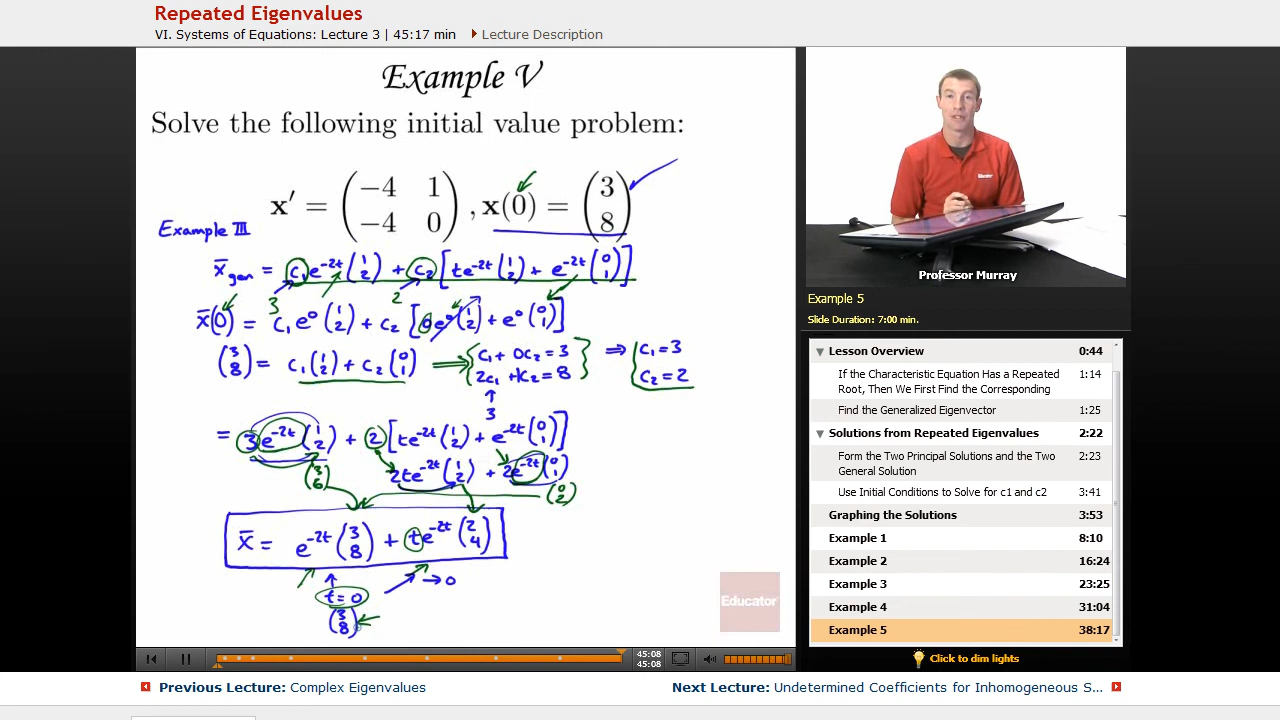 Repeated Eigenvalues
VI. Systems of Equations: Lecture 3 | 45:17 min Lecture Description
Example V
Solve the following initial value problem:
x′ = (−4 1; −4 0), x(0) = (3; 8)
Example III
x̄gen = c₁e^-2t (1; 2) + c₂ [te^-2t (1; 2) + e^-2t (0; 1)]
3 2
x̄(0) = c₁e⁰ (1; 2) + c₂ [0e⁰ (1; 2) + e⁰ (0; 1)]
(3; 8) = c₁ (1; 2) + c₂ (0; 1) ⇒ { c₁ + 0c₂ = 3 ⇒ { c₁ = 3
2c₁ + 1c₂ = 8 } c₂ = 2
↑
3
= 3e^-2t (1; 2) + 2 [te^-2t (1; 2) + e^-2t (0; 1)]
(3; 6) 2te^-2t (1; 2) + 2e^-2t (0; 1)
(0; 2)
x̄ = e^-2t (3; 8) + te^-2t (2; 4)
↑ → 0
t = 0
(3; 8)
Educator
Professor Murray
Example 5
Slide Duration: 7:00 min.
Lesson Overview 0:44
If the Characteristic Equation Has a Repeated 1:14
Root, Then We First Find the Corresponding
Find the Generalized Eigenvector 1:25
Solutions from Repeated Eigenvalues 2:22
Form the Two Principal Solutions and the Two 2:23
General Solution
Use Initial Conditions to Solve for c1 and c2 3:41
Graphing the Solutions 3:53
Example 1 8:10
Example 2 16:24
Example 3 23:25
Example 4 31:04
Example 5 38:17
45:08
45:08
Click to dim lights
Previous Lecture: Complex Eigenvalues
Next Lecture: Undetermined Coefficients for Inhomogeneous S...